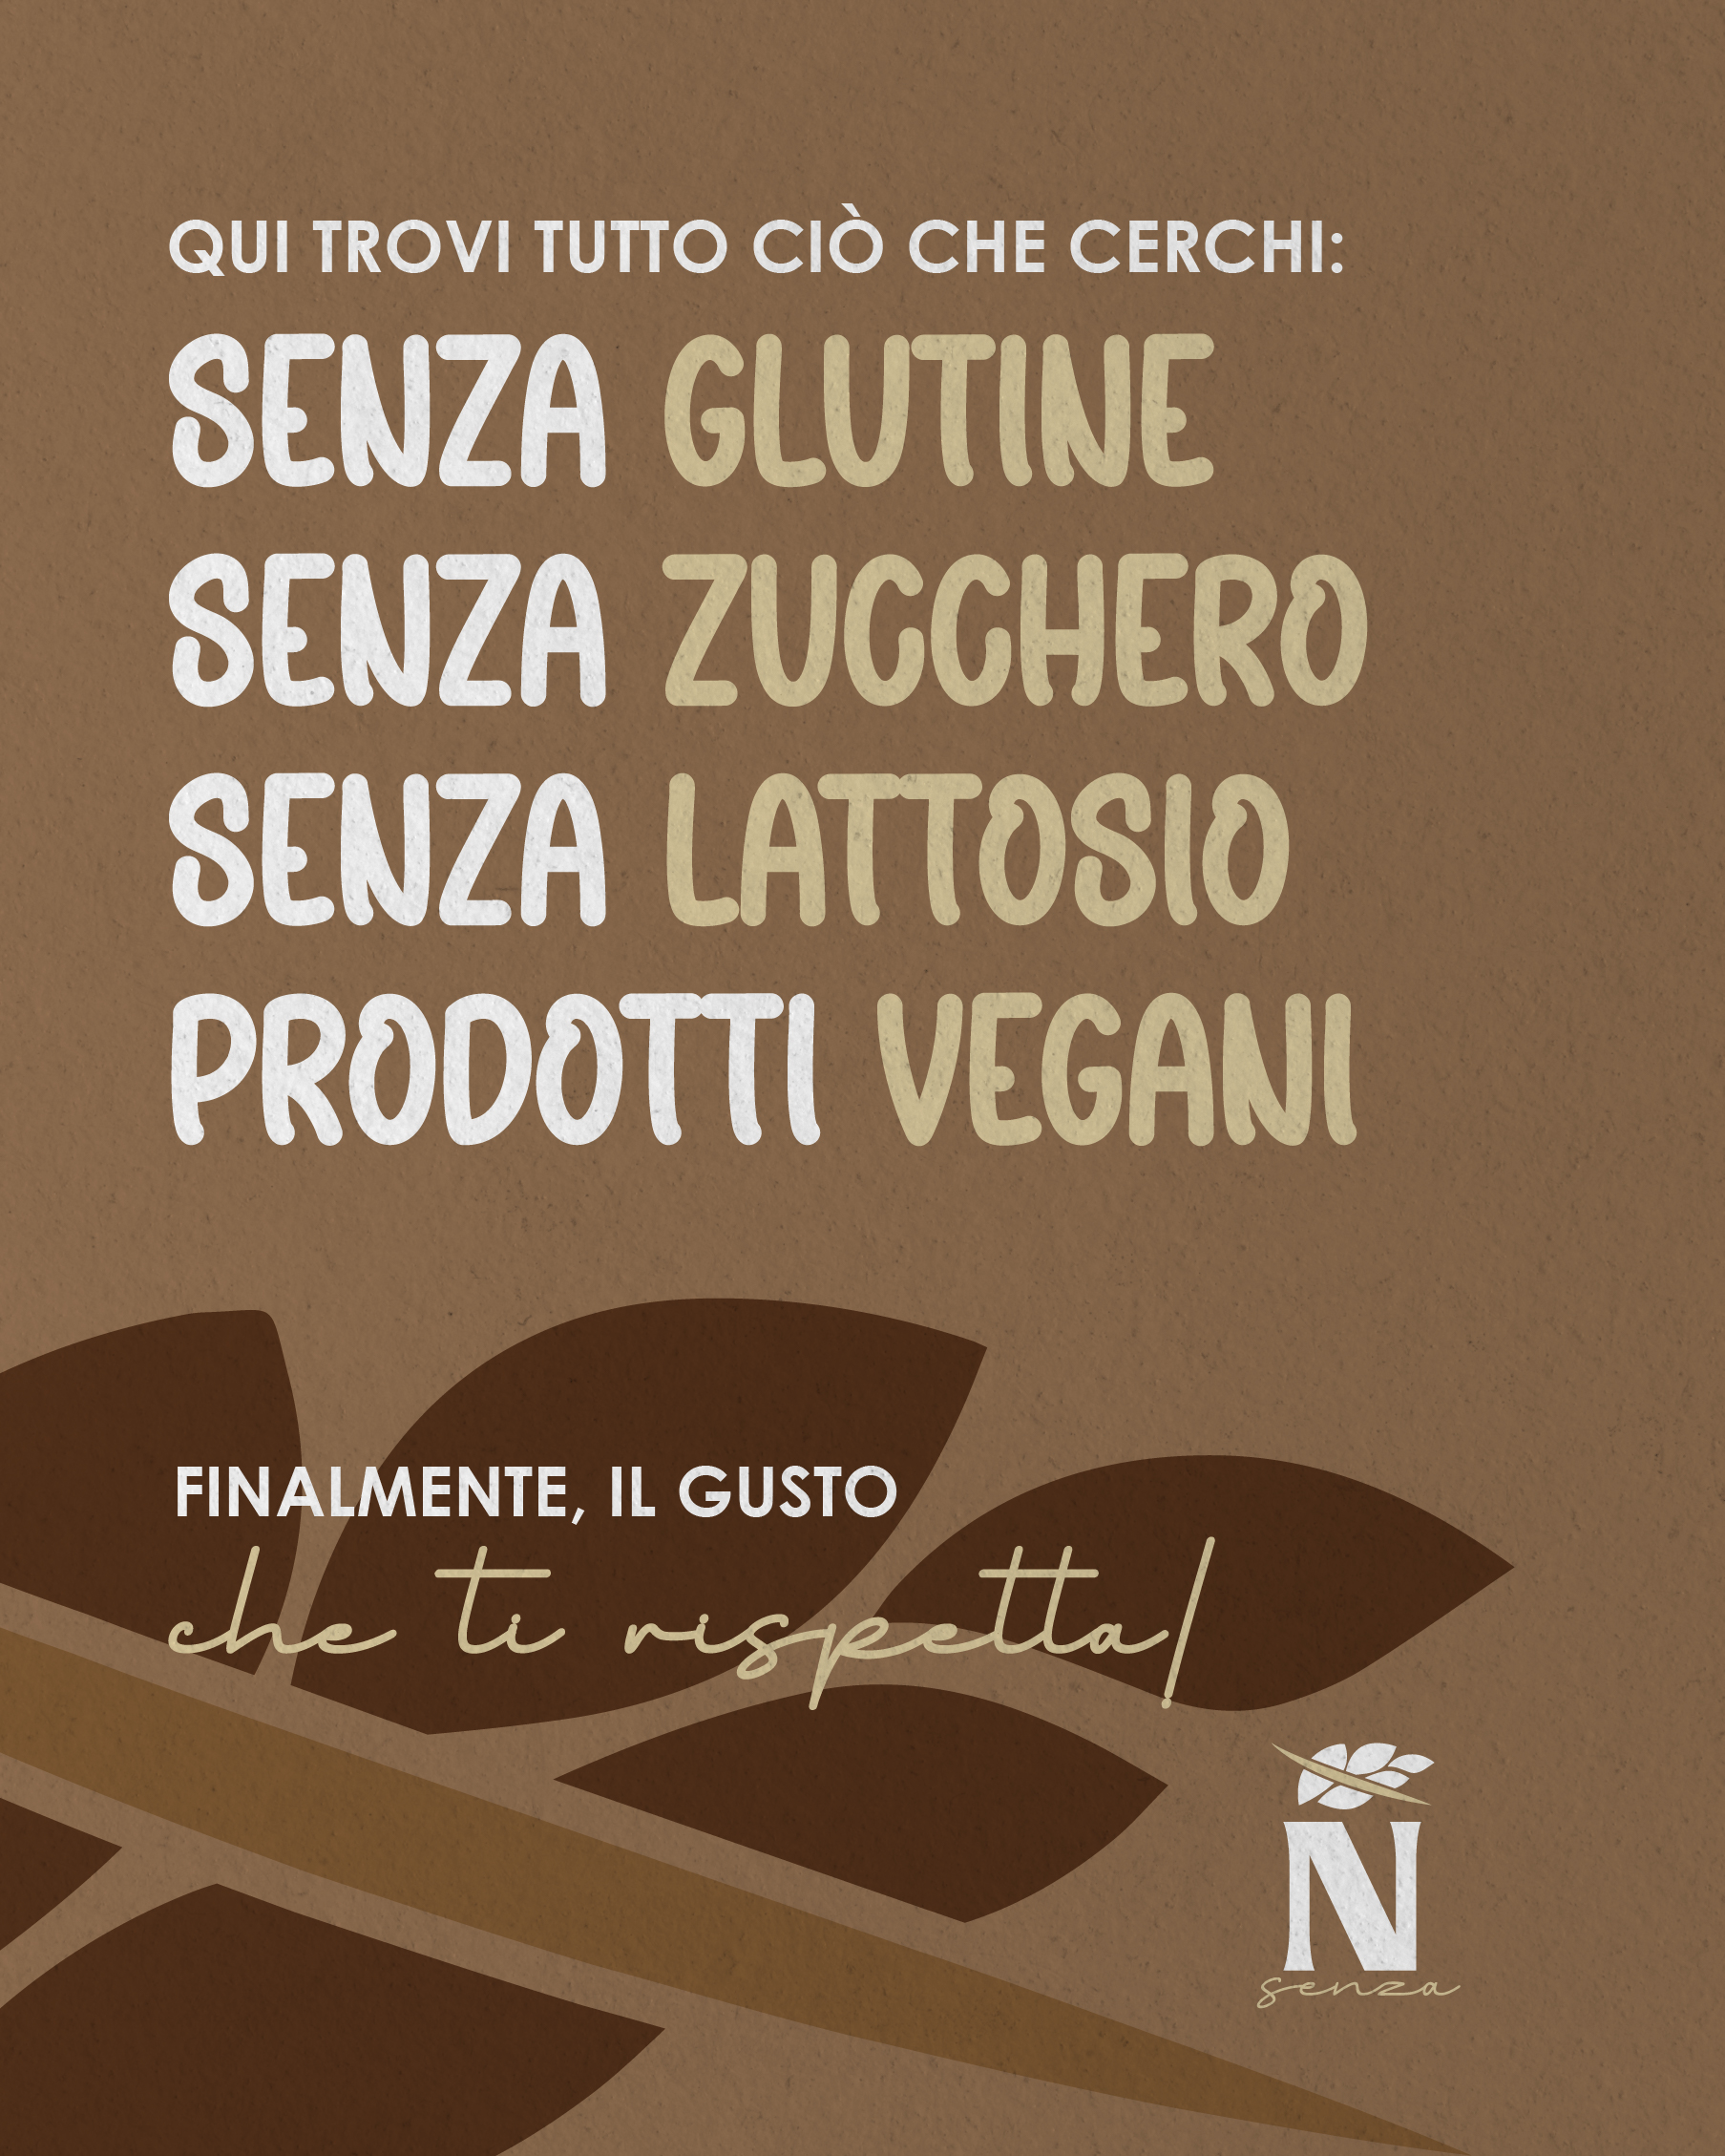 QUI TROVI TUTTO CIÒ CHE CERCHI:
SENZA GLUTINE
SENZA ZUCCHERO
SENZA LATTOSIO
PRODOTTI VEGANI
FINALMENTE, IL GUSTO
che ti rispetta!
N
senza